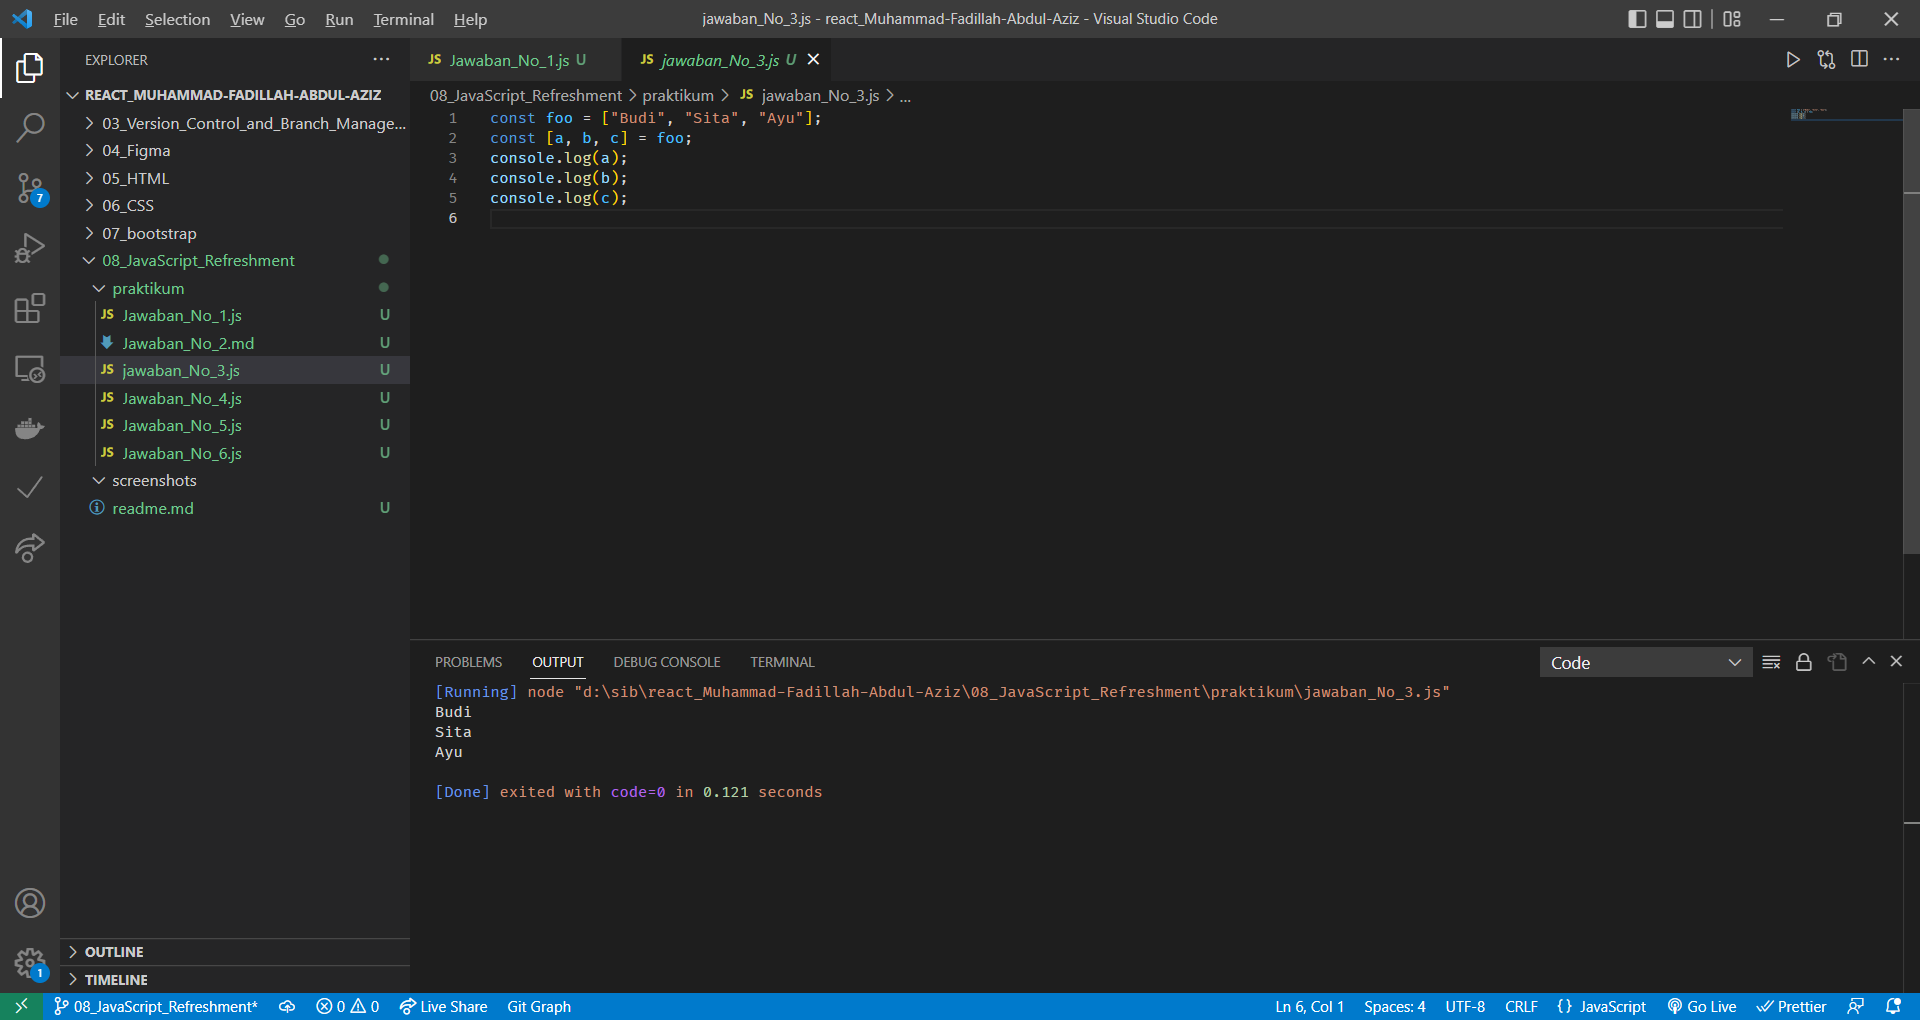 File Edit Selection View Go Run Terminal Help
jawaban_No_3.js - react_Muhammad-Fadillah-Abdul-Aziz - Visual Studio Code
EXPLORER
REACT_MUHAMMAD-FADILLAH-ABDUL-AZIZ
03_Version_Control_and_Branch_Manage...
04_Figma
05_HTML
06_CSS
07_bootstrap
08_JavaScript_Refreshment
praktikum
JS Jawaban_No_1.js U
Jawaban_No_2.md U
JS jawaban_No_3.js U
JS Jawaban_No_4.js U
JS Jawaban_No_5.js U
JS Jawaban_No_6.js U
screenshots
readme.md U
OUTLINE
TIMELINE
7
1
JS Jawaban_No_1.js U
JS jawaban_No_3.js U
08_JavaScript_Refreshment > praktikum > JS jawaban_No_3.js > ...
1 const foo = ["Budi", "Sita", "Ayu"];
2 const [a, b, c] = foo;
3 console.log(a);
4 console.log(b);
5 console.log(c);
6
PROBLEMS OUTPUT DEBUG CONSOLE TERMINAL
Code
[Running] node "d:\sib\react_Muhammad-Fadillah-Abdul-Aziz\08_JavaScript_Refreshment\praktikum\jawaban_No_3.js"
Budi
Sita
Ayu
[Done] exited with code=0 in 0.121 seconds
08_JavaScript_Refreshment* 0 0 Live Share Git Graph
Ln 6, Col 1 Spaces: 4 UTF-8 CRLF {} JavaScript Go Live Prettier